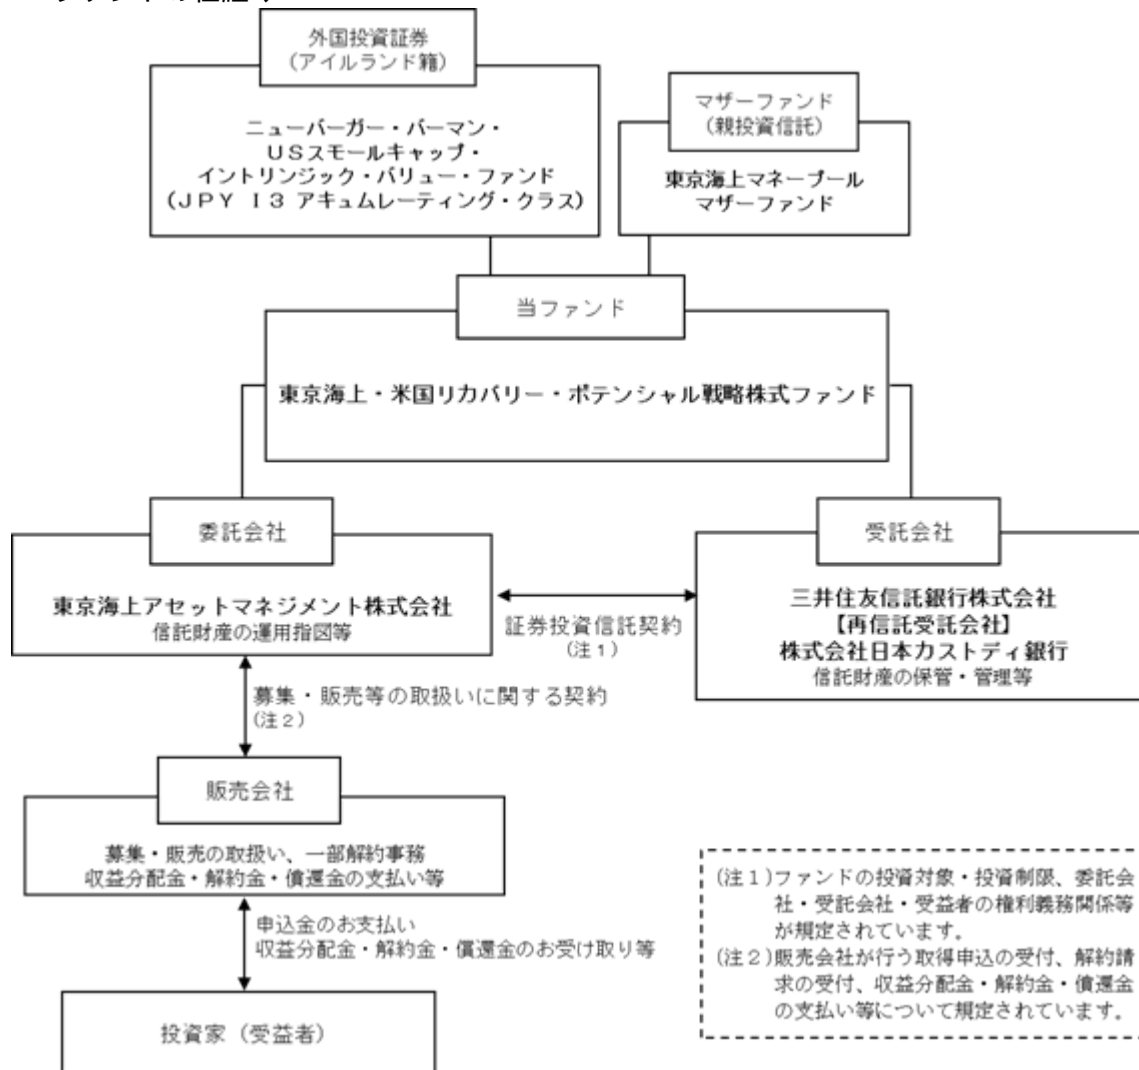 外国投資証券
(アイルランド籍)
ニューバーガー・バーマン・
USスモールキャップ・
イントリンジック・バリュー・ファンド
(JPY I3 アキュムレーティング・クラス)
マザーファンド
(親投資信託)
東京海上マネープール
マザーファンド
当ファンド
東京海上・米国リカバリー・ポテンシャル戦略株式ファンド
委託会社
東京海上アセットマネジメント株式会社
信託財産の運用指図等
証券投資信託契約
(注1)
受託会社
三井住友信託銀行株式会社
【再信託受託会社】
株式会社日本カストディ銀行
信託財産の保管・管理等
募集・販売等の取扱いに関する契約
(注2)
販売会社
募集・販売の取扱い、一部解約事務
収益分配金・解約金・償還金の支払い等
申込金のお支払い
収益分配金・解約金・償還金のお受け取り等
投資家(受益者)
(注1)ファンドの投資対象・投資制限、委託会
社・受託会社・受益者の権利義務関係等
が規定されています。
(注2)販売会社が行う取得申込の受付、解約請
求の受付、収益分配金・解約金・償還金
の支払い等について規定されています。